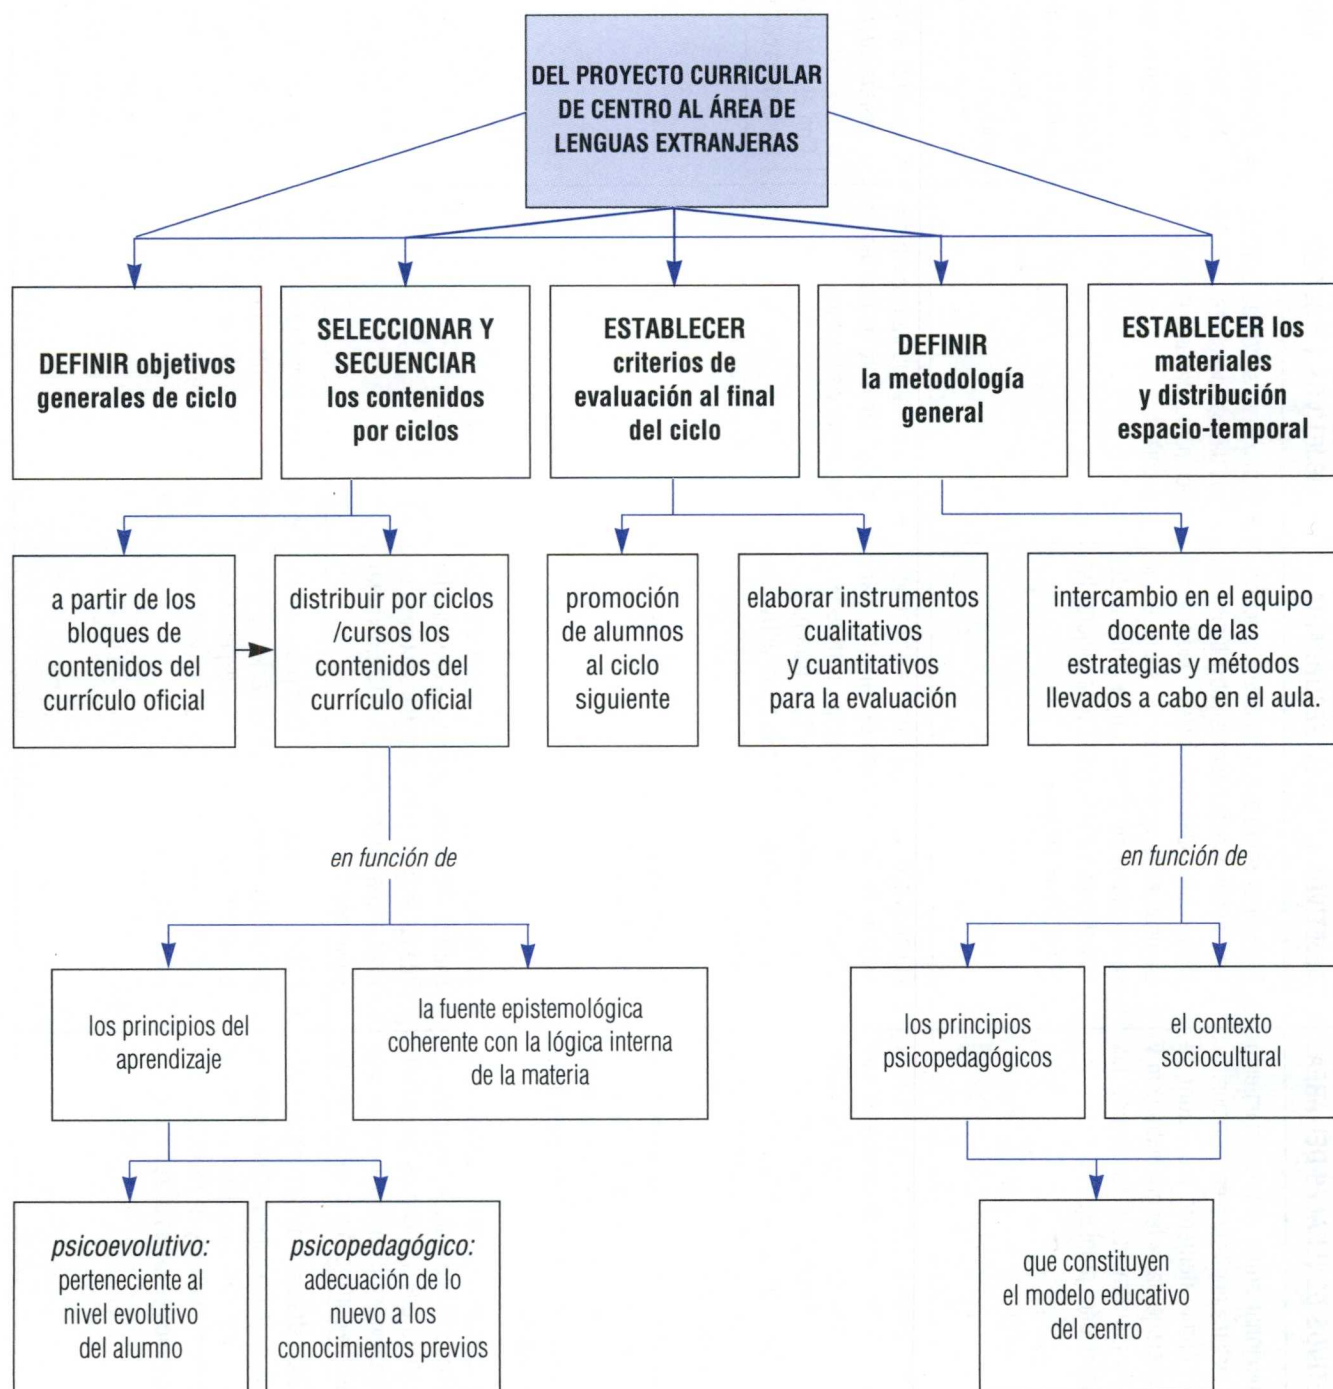 DEL PROYECTO CURRICULAR
DE CENTRO AL ÁREA DE
LENGUAS EXTRANJERAS
DEFINIR objetivos
generales de ciclo
SELECCIONAR Y
SECUENCIAR
los contenidos
por ciclos
ESTABLECER
criterios de
evaluación al final
del ciclo
DEFINIR
la metodología
general
ESTABLECER los
materiales
y distribución
espacio-temporal
a partir de los
bloques de
contenidos del
currículo oficial
distribuir por ciclos
/cursos los
contenidos del
currículo oficial
promoción
de alumnos
al ciclo
siguiente
elaborar instrumentos
cualitativos
y cuantitativos
para la evaluación
intercambio en el equipo
docente de las
estrategias y métodos
llevados a cabo en el aula.
en función de
en función de
los principios del
aprendizaje
la fuente epistemológica
coherente con la lógica interna
de la materia
los principios
psicopedagógicos
el contexto
sociocultural
psicoevolutivo:
perteneciente al
nivel evolutivo
del alumno
psicopedagógico:
adecuación de lo
nuevo a los
conocimientos previos
que constituyen
el modelo educativo
del centro